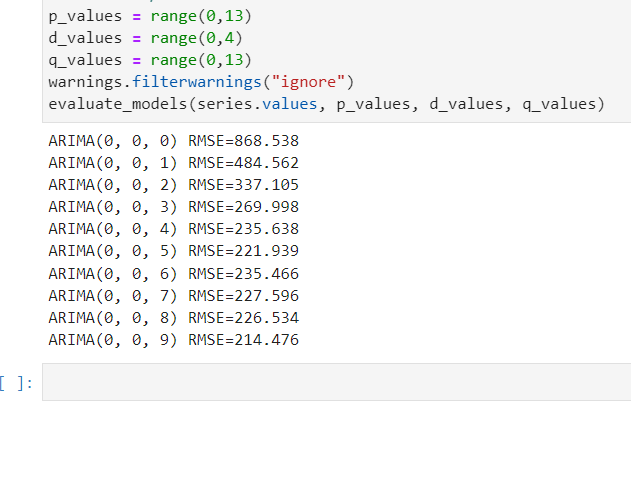 p_values = range(0,13)
d_values = range(0,4)
q_values = range(0,13)
warnings.filterwarnings("ignore")
evaluate_models(series.values, p_values, d_values, q_values)
ARIMA(0, 0, 0) RMSE=868.538
ARIMA(0, 0, 1) RMSE=484.562
ARIMA(0, 0, 2) RMSE=337.105
ARIMA(0, 0, 3) RMSE=269.998
ARIMA(0, 0, 4) RMSE=235.638
ARIMA(0, 0, 5) RMSE=221.939
ARIMA(0, 0, 6) RMSE=235.466
ARIMA(0, 0, 7) RMSE=227.596
ARIMA(0, 0, 8) RMSE=226.534
ARIMA(0, 0, 9) RMSE=214.476
[ ]: